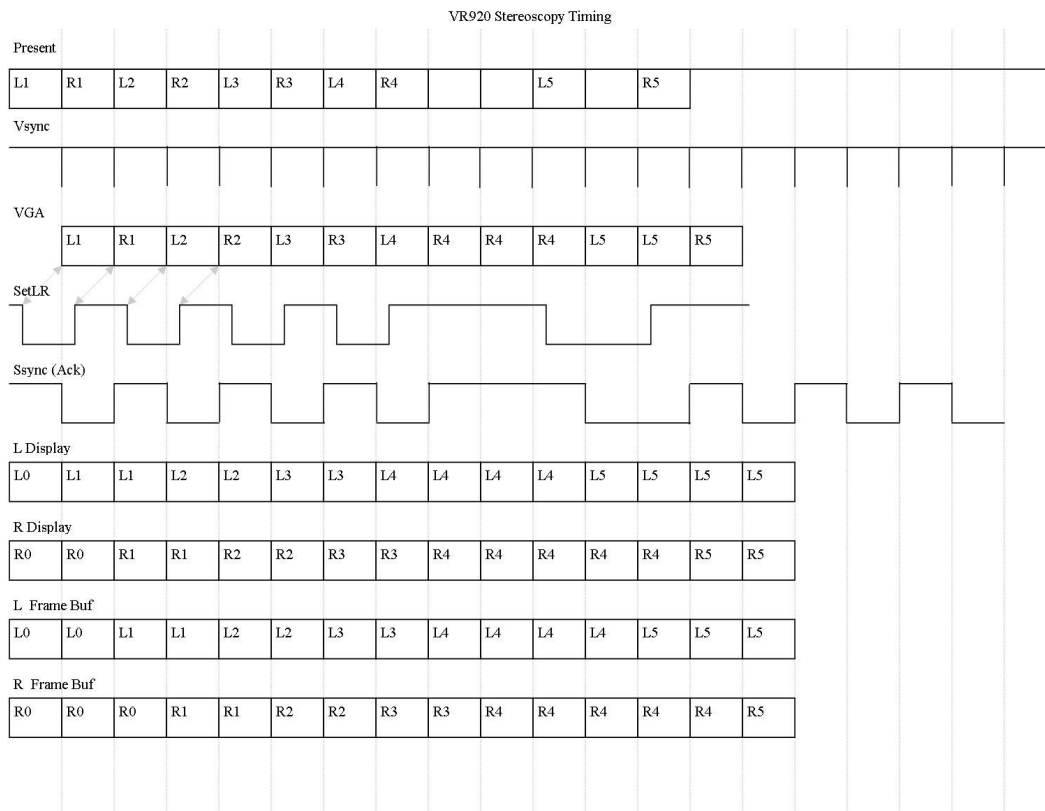 VR920 Stereoscopy Timing
Present
L1 R1 L2 R2 L3 R3 L4 R4 L5 R5
Vsync
VGA
L1 R1 L2 R2 L3 R3 L4 R4 R4 R4 L5 L5 R5
SetLR
Ssync (Ack)
L Display
L0 L1 L1 L2 L2 L3 L3 L4 L4 L4 L4 L5 L5 L5 L5
R Display
R0 R0 R1 R1 R2 R2 R3 R3 R4 R4 R4 R4 R4 R5 R5
L Frame Buf
L0 L0 L1 L1 L2 L2 L3 L3 L4 L4 L4 L4 L5 L5 L5
R Frame Buf
R0 R0 R0 R1 R1 R2 R2 R3 R3 R4 R4 R4 R4 R4 R5